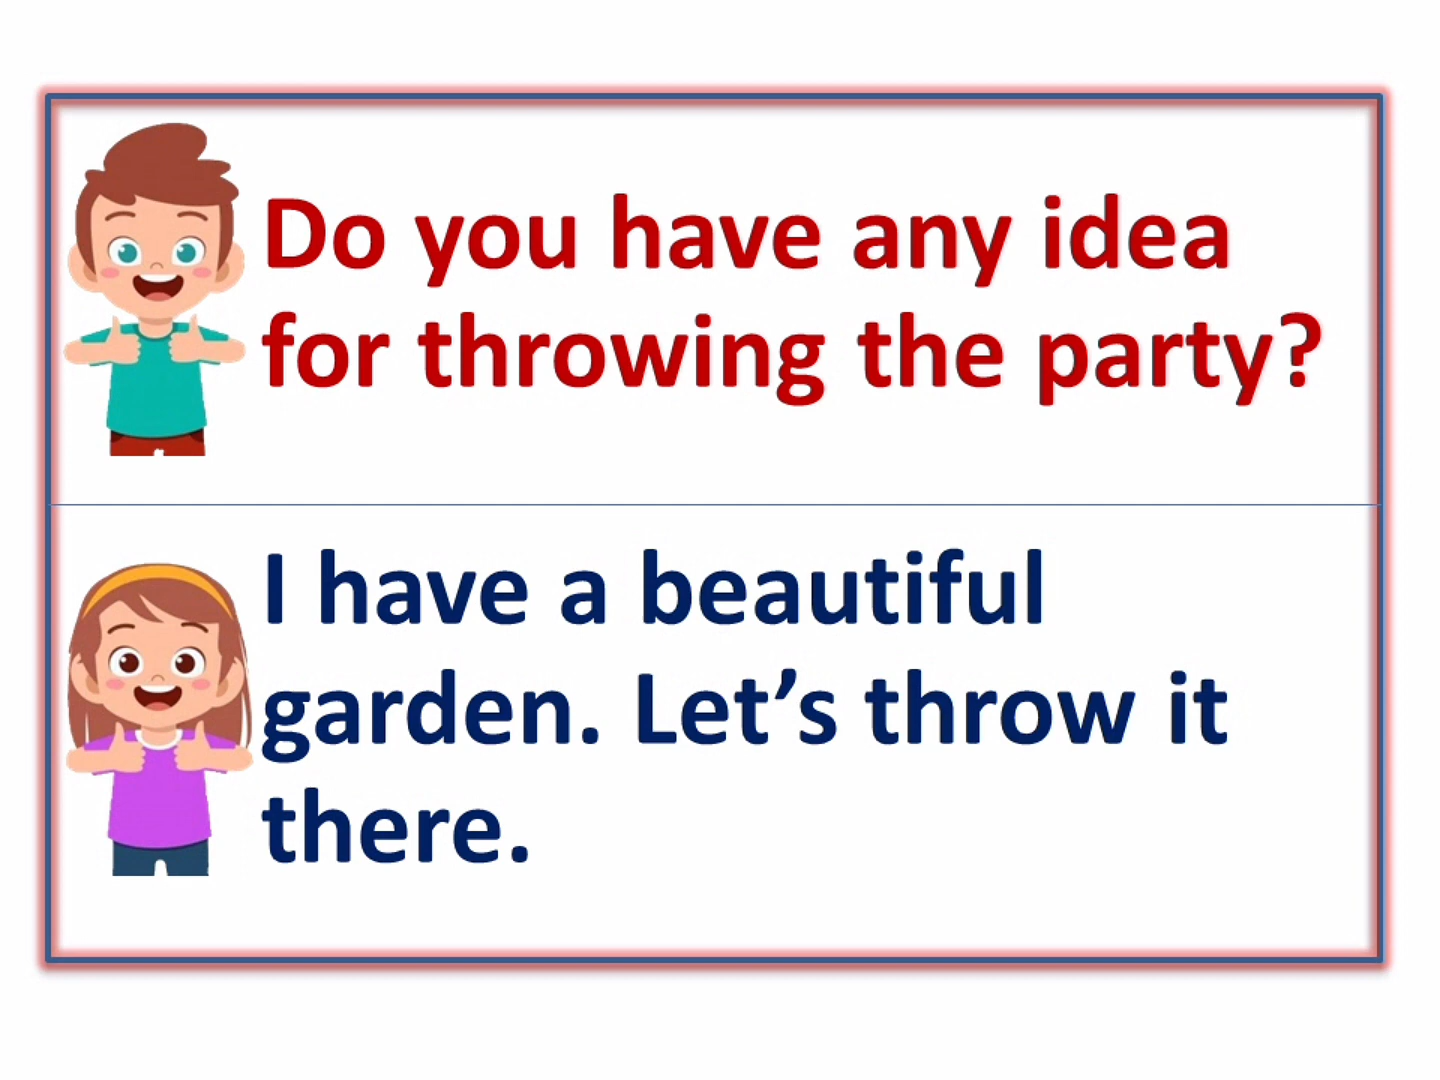 Do you have any idea
for throwing the party?
I have a beautiful
garden. Let’s throw it
there.